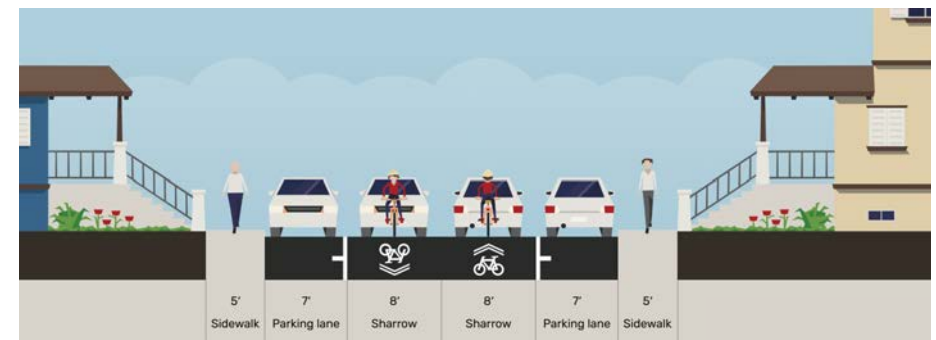 5' 7' 8' 8' 7' 5'
Sidewalk Parking lane Sharrow Sharrow Parking lane Sidewalk